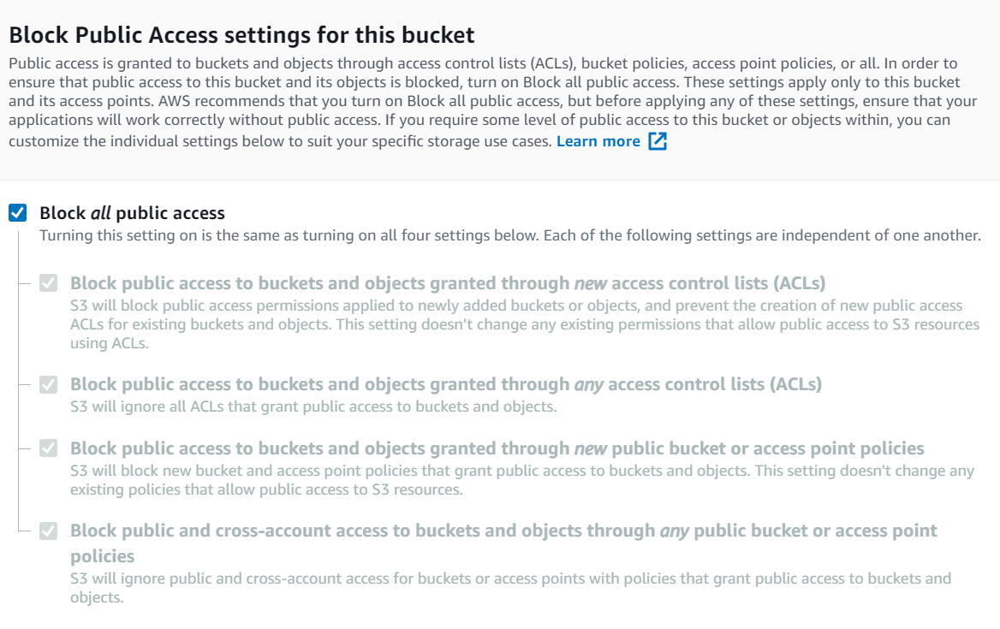 Block Public Access settings for this bucket
Public access is granted to buckets and objects through access control lists (ACLs), bucket policies, access point policies, or all. In order to
ensure that public access to this bucket and its objects is blocked, turn on Block all public access. These settings apply only to this bucket
and its access points. AWS recommends that you turn on Block all public access, but before applying any of these settings, ensure that your
applications will work correctly without public access. If you require some level of public access to this bucket or objects within, you can
customize the individual settings below to suit your specific storage use cases. Learn more
Block all public access
Turning this setting on is the same as turning on all four settings below. Each of the following settings are independent of one another.
Block public access to buckets and objects granted through new access control lists (ACLs)
S3 will block public access permissions applied to newly added buckets or objects, and prevent the creation of new public access
ACLs for existing buckets and objects. This setting doesn’t change any existing permissions that allow public access to S3 resources
using ACLs.
Block public access to buckets and objects granted through any access control lists (ACLs)
S3 will ignore all ACLs that grant public access to buckets and objects.
Block public access to buckets and objects granted through new public bucket or access point policies
S3 will block new bucket and access point policies that grant public access to buckets and objects. This setting doesn't change any
existing policies that allow public access to S3 resources.
Block public and cross-account access to buckets and objects through any public bucket or access point
policies
S3 will ignore public and cross-account access for buckets or access points with policies that grant public access to buckets and
objects.